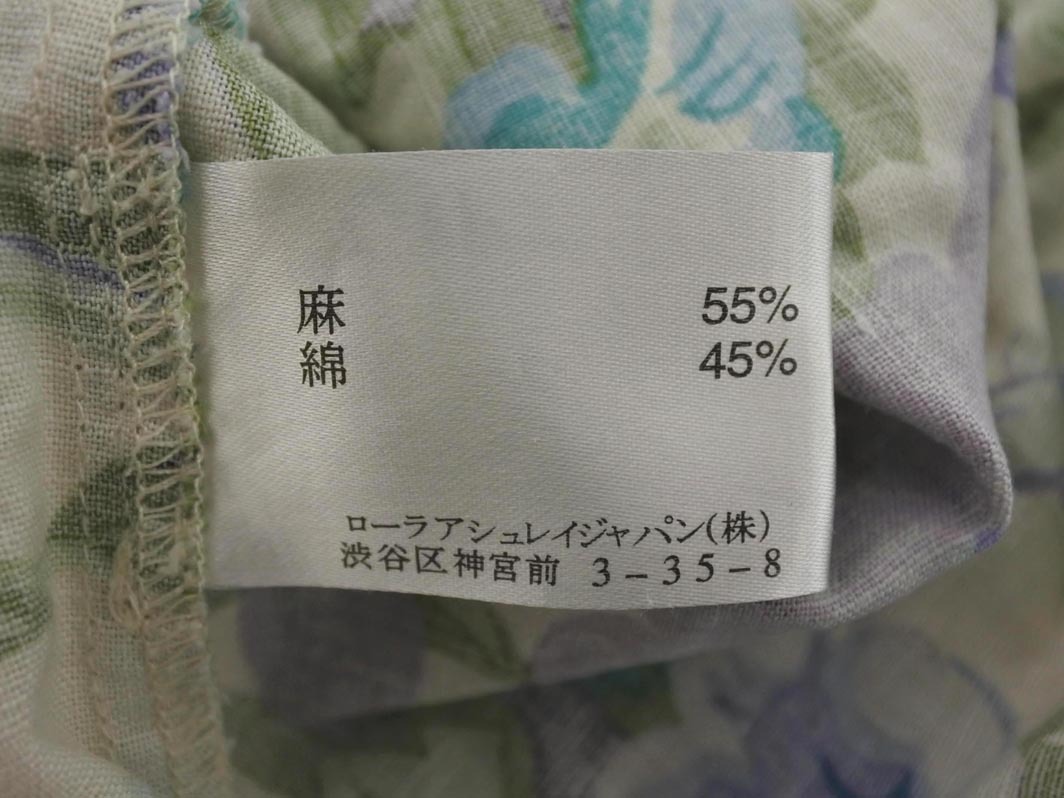 麻 55%
綿 45%
ローラアシュレイジャパン(株)
渋谷区神宮前 3-35-8